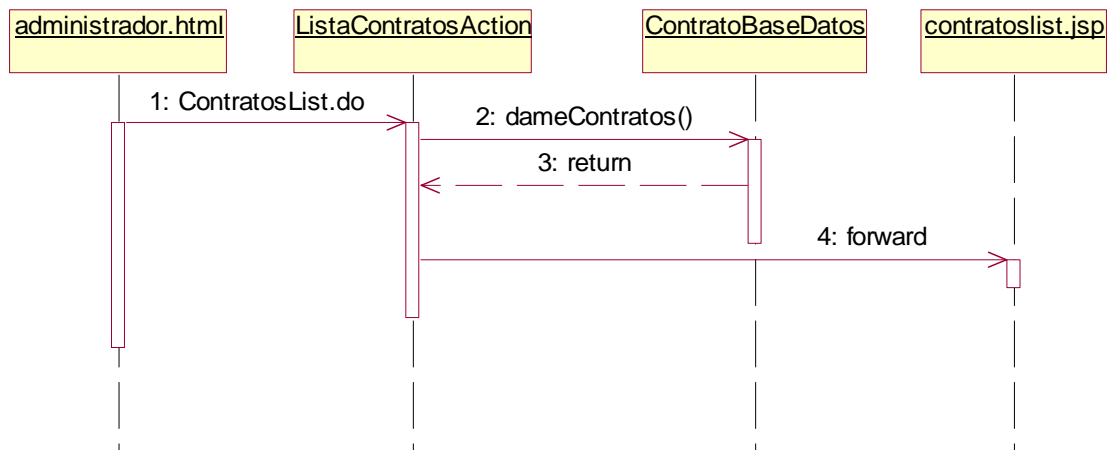 administrador.html
ListaContratosAction
ContratoBaseDatos
contratoslist.jsp
1: ContratosList.do
2: dameContratos()
3: return
4: forward